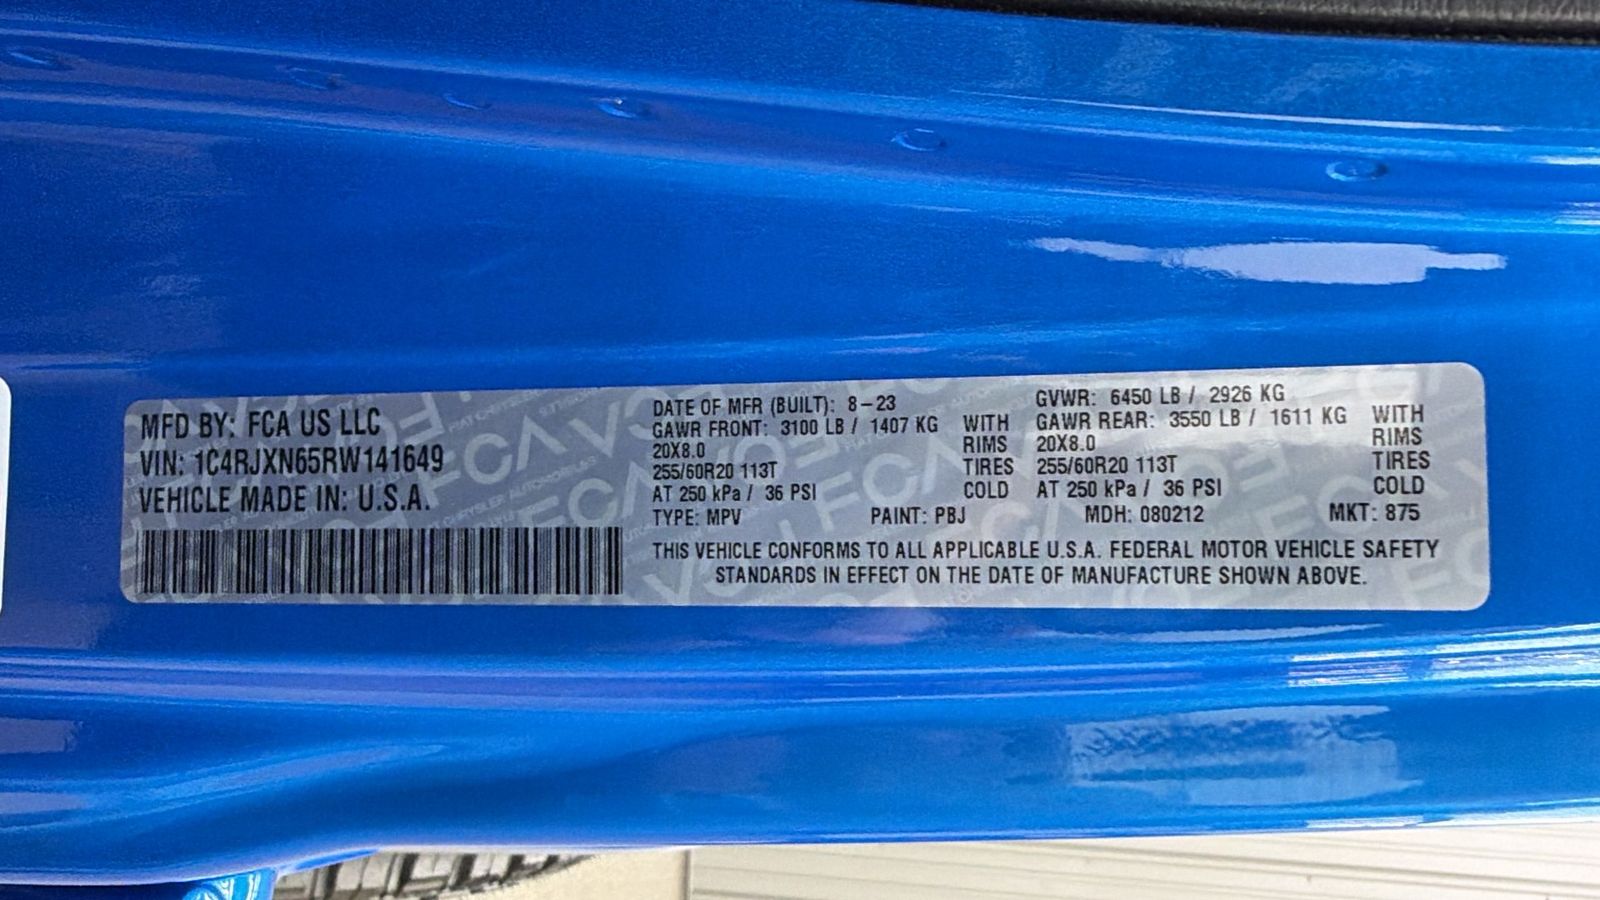 MFD BY: FCA US LLC
VIN: 1C4RJXN65RW141649
VEHICLE MADE IN: U.S.A.
DATE OF MFR (BUILT): 8-23 GVWR: 6450 LB / 2926 KG
GAWR FRONT: 3100 LB / 1407 KG WITH GAWR REAR: 3550 LB / 1611 KG WITH
20X8.0 RIMS 20X8.0 RIMS
255/60R20 113T TIRES 255/60R20 113T TIRES
AT 250 kPa / 36 PSI COLD AT 250 kPa / 36 PSI COLD
TYPE: MPV PAINT: PBJ MDH: 080212 MKT: 875
THIS VEHICLE CONFORMS TO ALL APPLICABLE U.S.A. FEDERAL MOTOR VEHICLE SAFETY
STANDARDS IN EFFECT ON THE DATE OF MANUFACTURE SHOWN ABOVE.